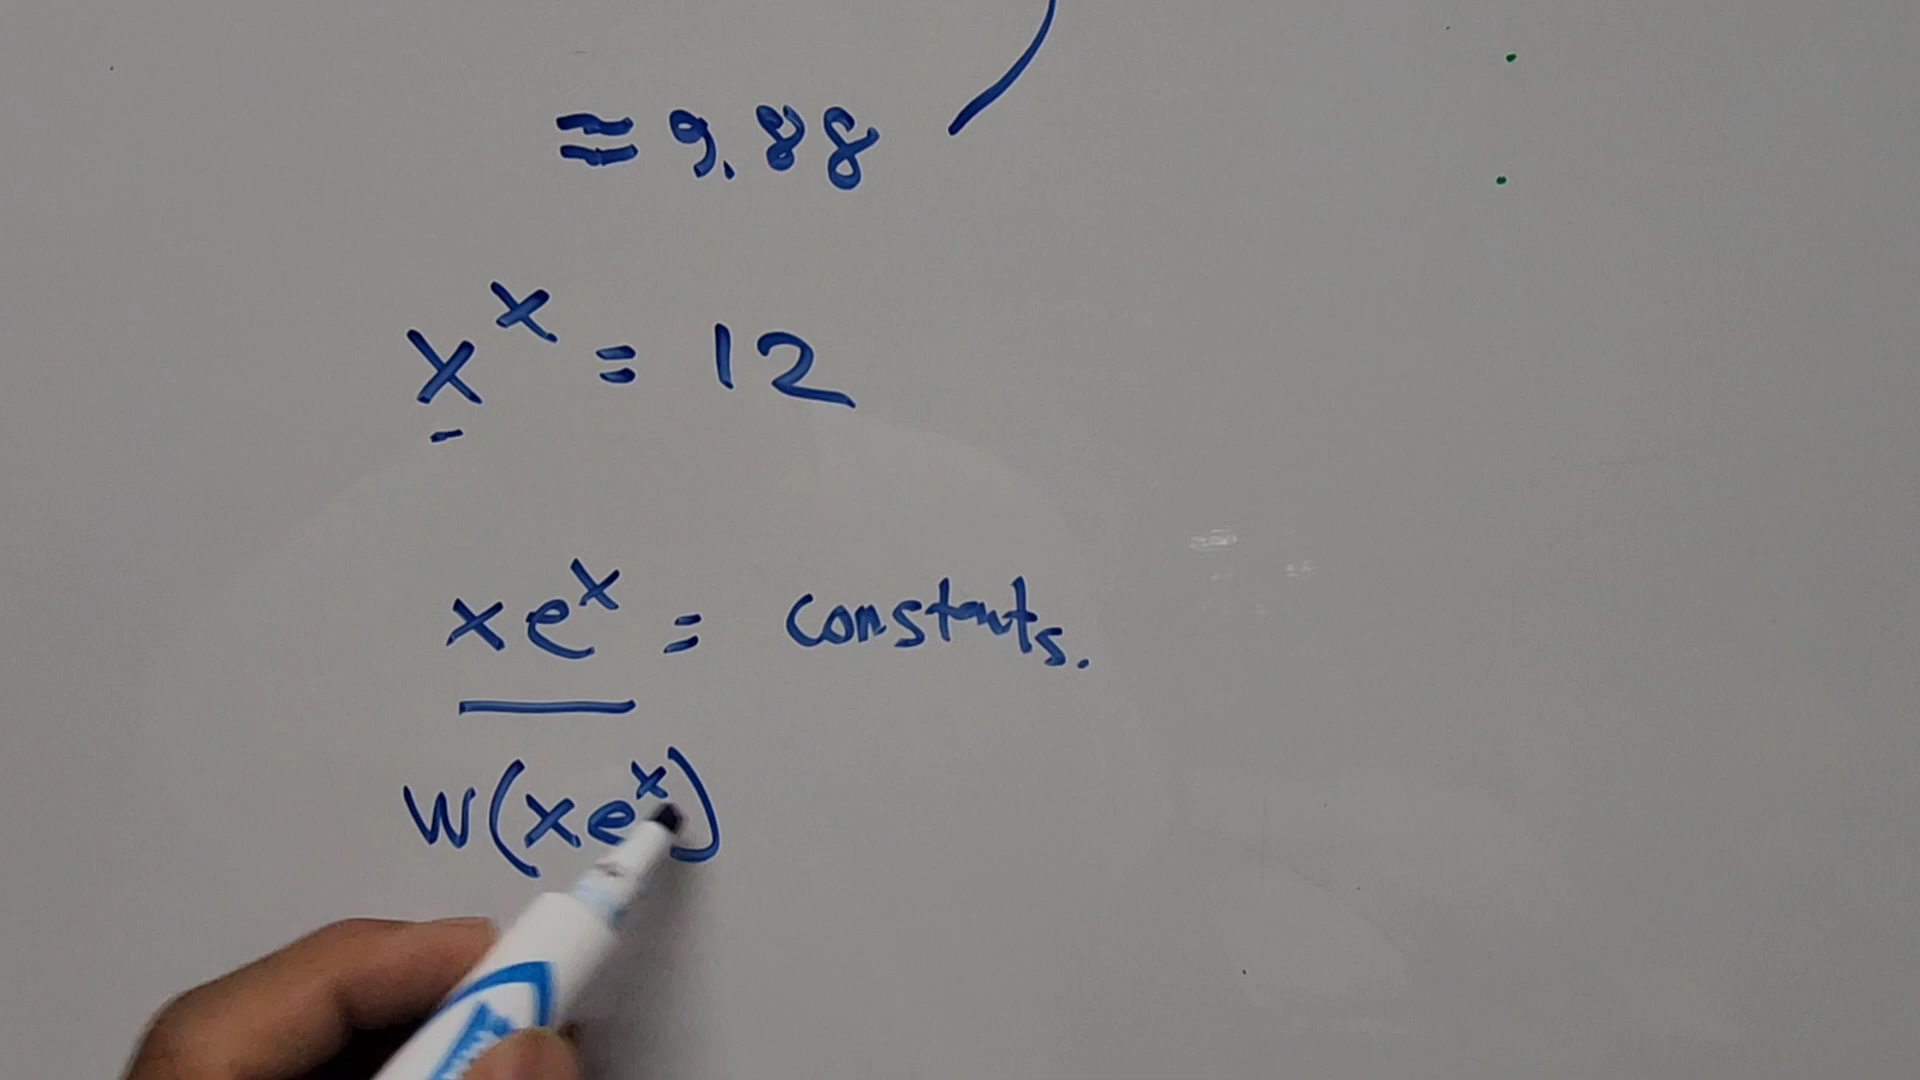 ≈ 9.88
x^x = 12
xe^x = constants.
W(xe^x)